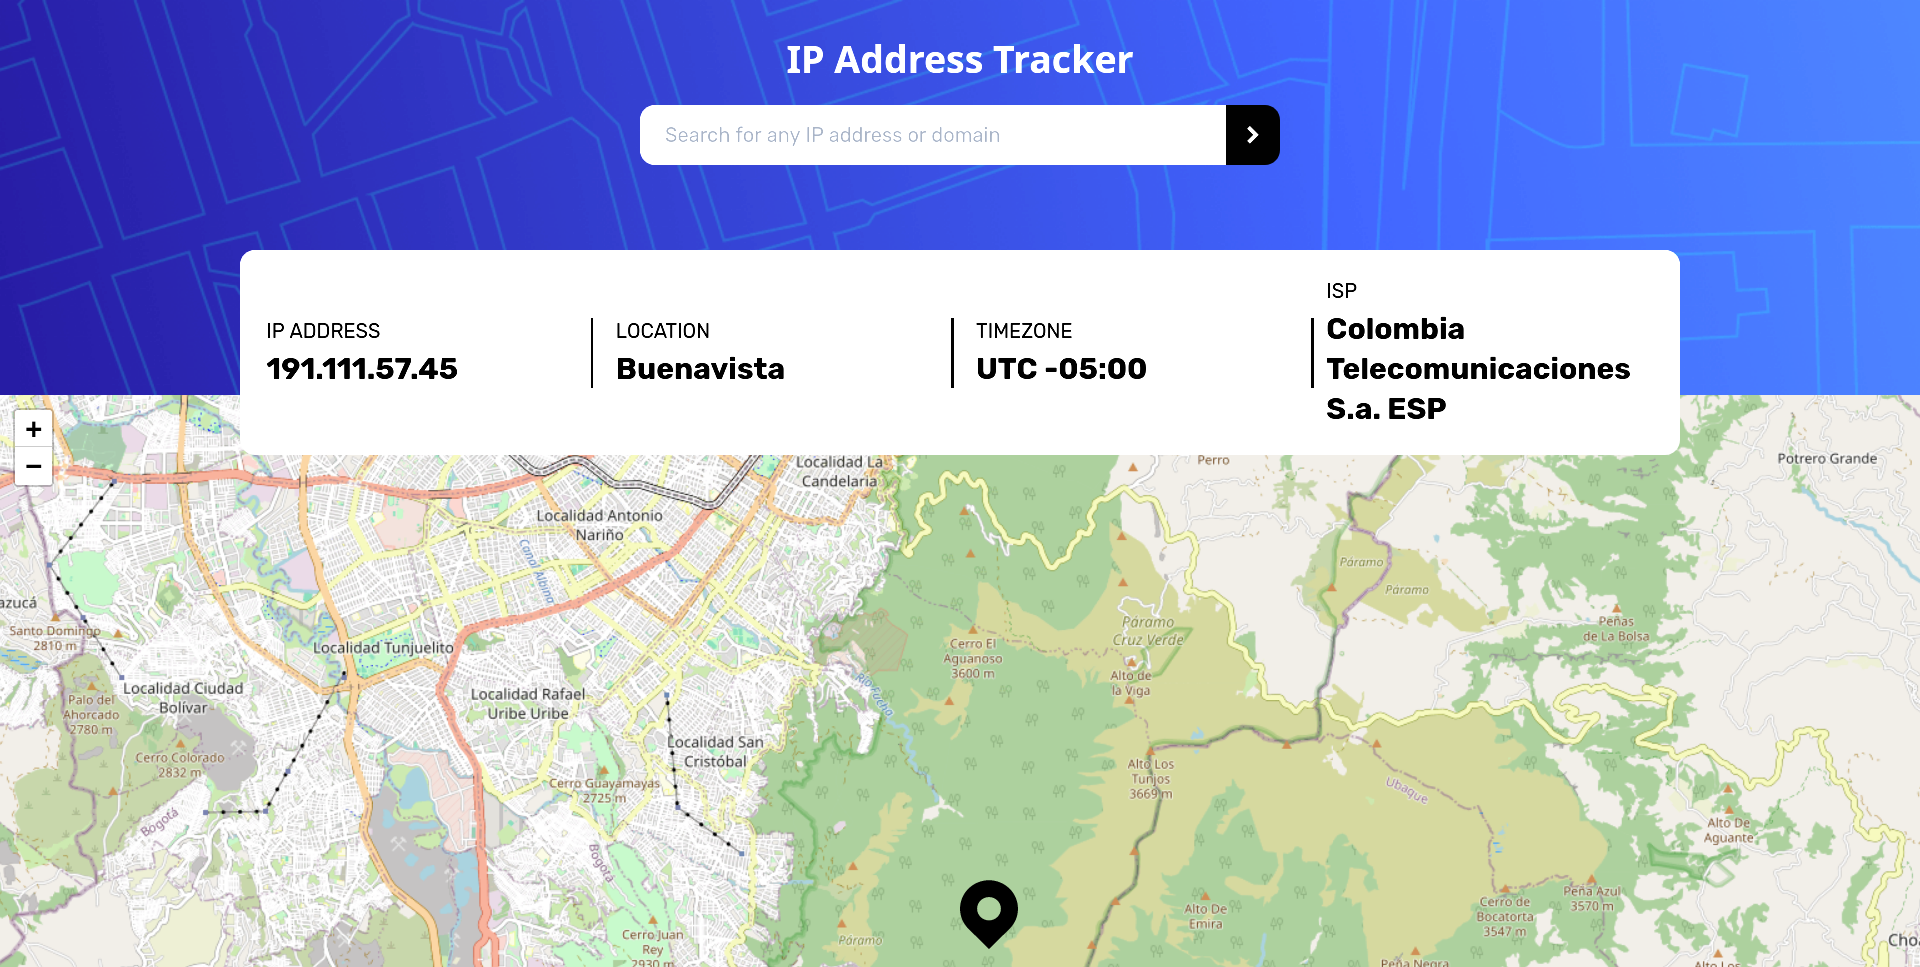 IP Address Tracker
Search for any IP address or domain
IP ADDRESS
191.111.57.45
LOCATION
Buenavista
TIMEZONE
UTC -05:00
ISP
Colombia
Telecomunicaciones
S.a. ESP
+
−
Localidad La
Candelaria
Perro
Potrero Grande
Localidad Antonio
Nariño
Canal Albina
Páramo
Páramo
azucá
Santo Domingo
2810 m
Localidad Tunjuelito
Páramo
Cruz Verde
Peñas
de La Bolsa
Cerro El
Aguanoso
3600 m
Alto de
la Viga
Localidad Ciudad
Bolívar
Palo del
Ahorcado
2780 m
Localidad Rafael
Uribe Uribe
Río Fucha
Localidad San
Cristóbal
Cerro Colorado
2832 m
Cerro Guayamayas
2725 m
Alto Los
Tunjos
3669 m
Ubaque
Bogotá
Bogotá
Alto De
Aguante
Peña Azul
3570 m
Alto De
Emira
Cerro de
Bocatorta
3547 m
Cerro Juan
Rey
2930 m
Páramo
Choa
Peña Negra
Alto Los